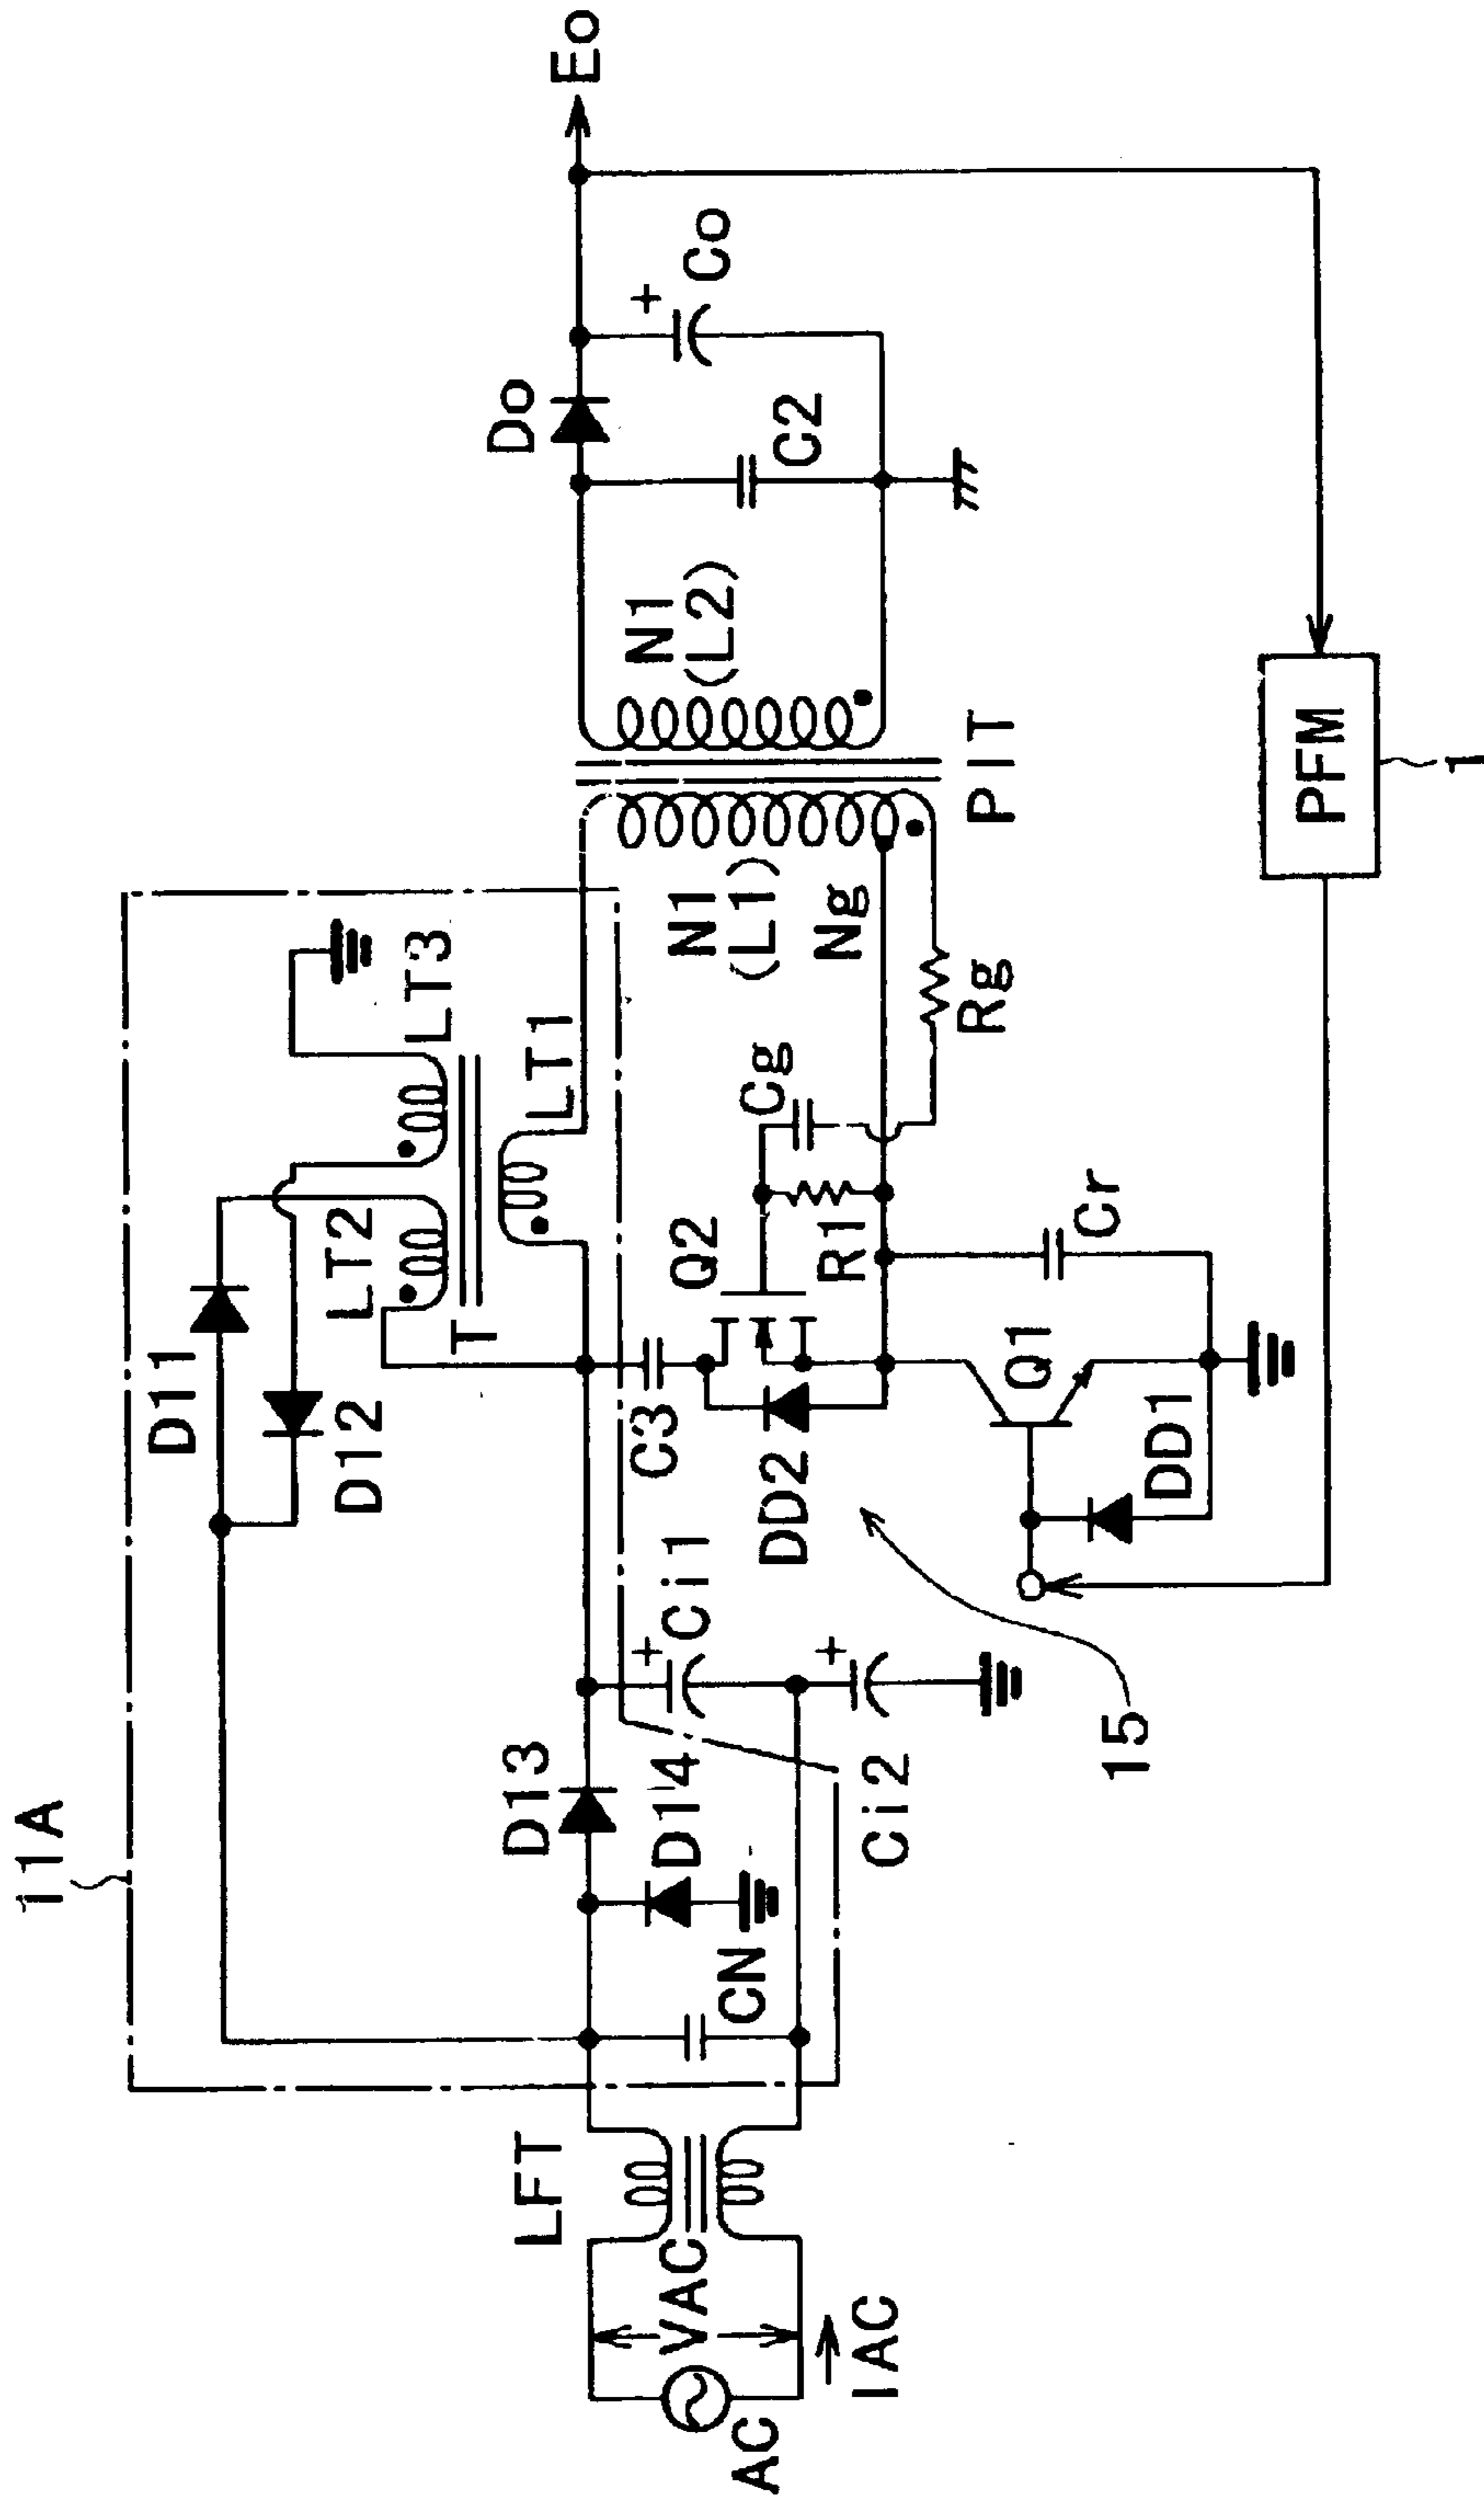 11A
D11
D12
LT2
LT3
T
LT1
LFT
D13
D14
CN
Ci1
Ci2
C3
Q2
DD2
R1
Cg
Rg
N1
(L1)
Ng
N1
(L2)
PIT
Do
C2
+
Co
Eo
AC
VAC
IAC
+
+
15
Q1
DD1
Cr
PFM
1